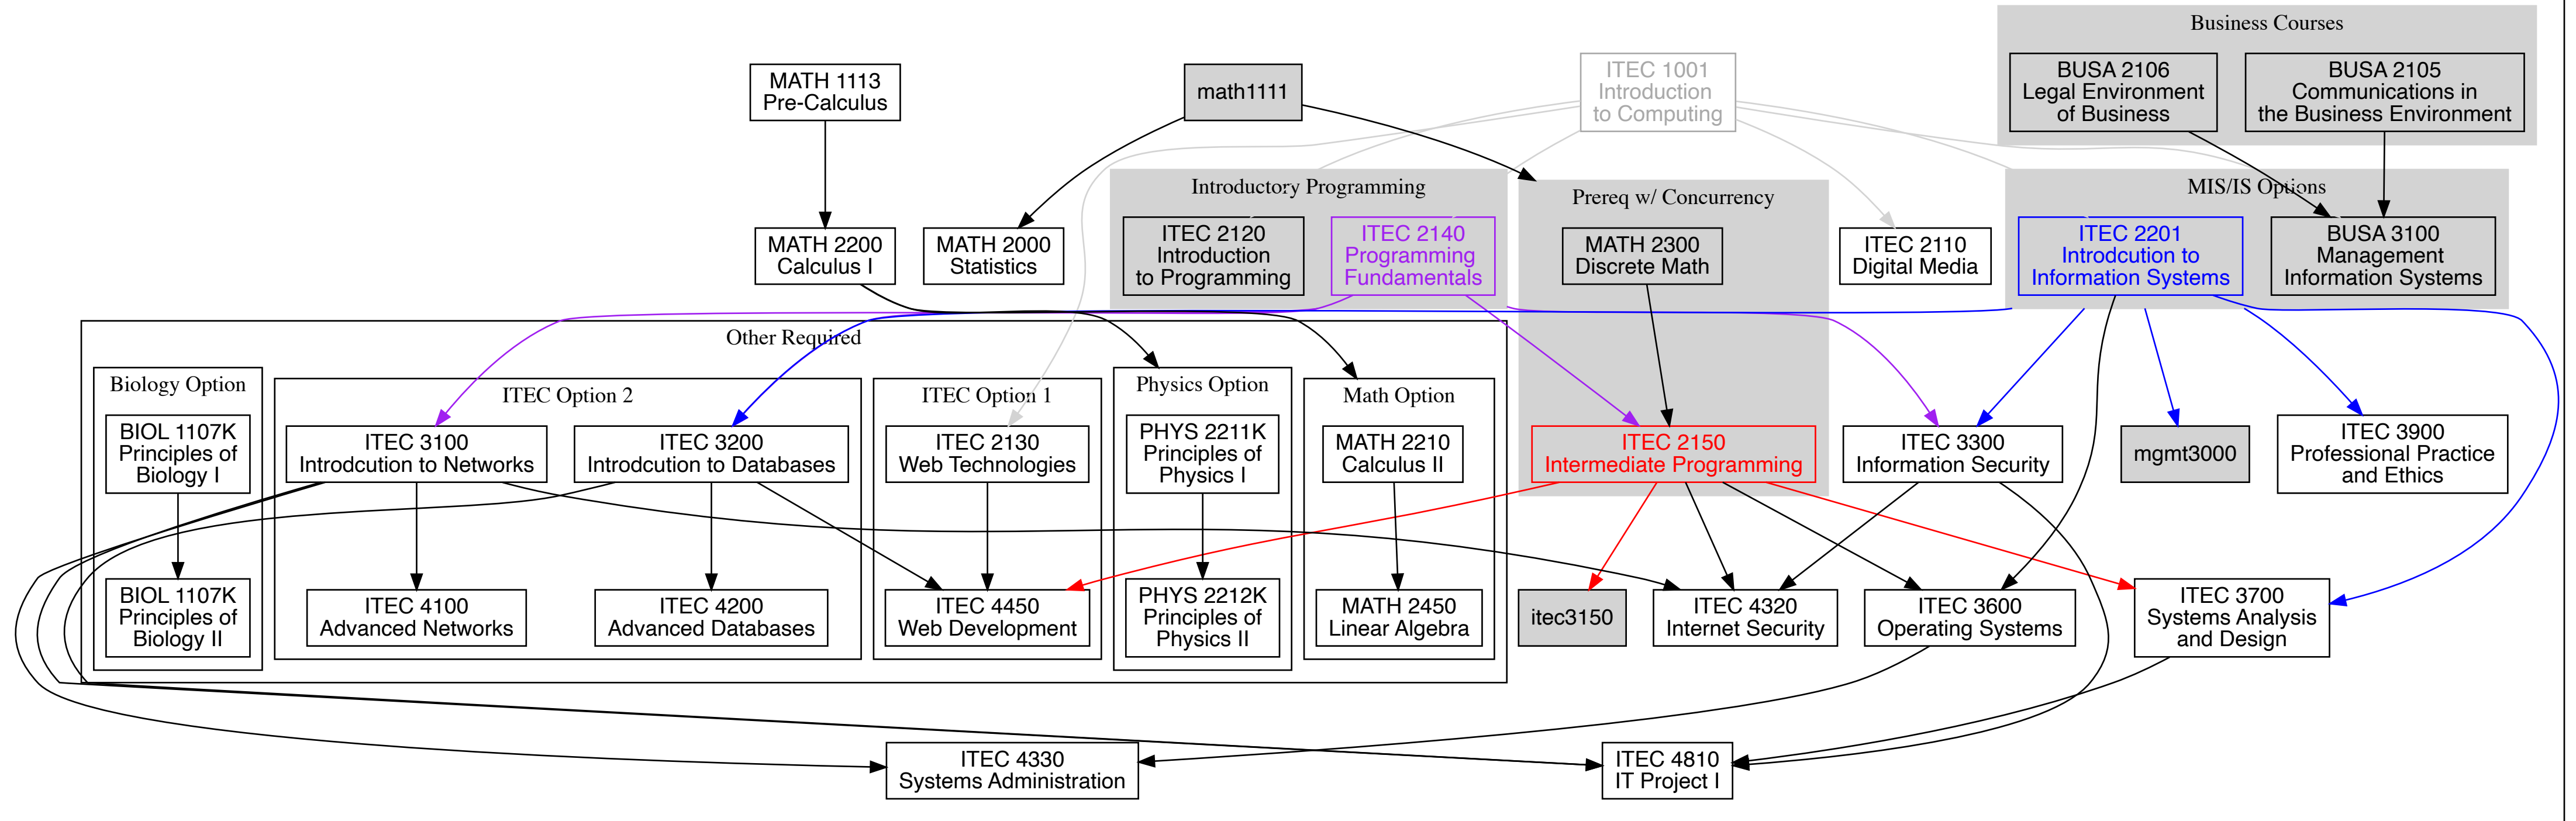 Business Courses
MATH 1113
Pre-Calculus
math1111
ITEC 1001
Introduction
to Computing
BUSA 2106
Legal Environment
of Business
BUSA 2105
Communications in
the Business Environment
Introductory Programming
Prereq w/ Concurrency
MIS/IS Options
MATH 2200
Calculus I
MATH 2000
Statistics
ITEC 2120
Introduction
to Programming
ITEC 2140
Programming
Fundamentals
MATH 2300
Discrete Math
ITEC 2110
Digital Media
ITEC 2201
Introdcution to
Information Systems
BUSA 3100
Management
Information Systems
Other Required
Biology Option
ITEC Option 2
ITEC Option 1
Physics Option
Math Option
BIOL 1107K
Principles of
Biology I
ITEC 3100
Introdcution to Networks
ITEC 3200
Introdcution to Databases
ITEC 2130
Web Technologies
PHYS 2211K
Principles of
Physics I
MATH 2210
Calculus II
ITEC 2150
Intermediate Programming
ITEC 3300
Information Security
mgmt3000
ITEC 3900
Professional Practice
and Ethics
BIOL 1107K
Principles of
Biology II
ITEC 4100
Advanced Networks
ITEC 4200
Advanced Databases
ITEC 4450
Web Development
PHYS 2212K
Principles of
Physics II
MATH 2450
Linear Algebra
itec3150
ITEC 4320
Internet Security
ITEC 3600
Operating Systems
ITEC 3700
Systems Analysis
and Design
ITEC 4330
Systems Administration
ITEC 4810
IT Project I